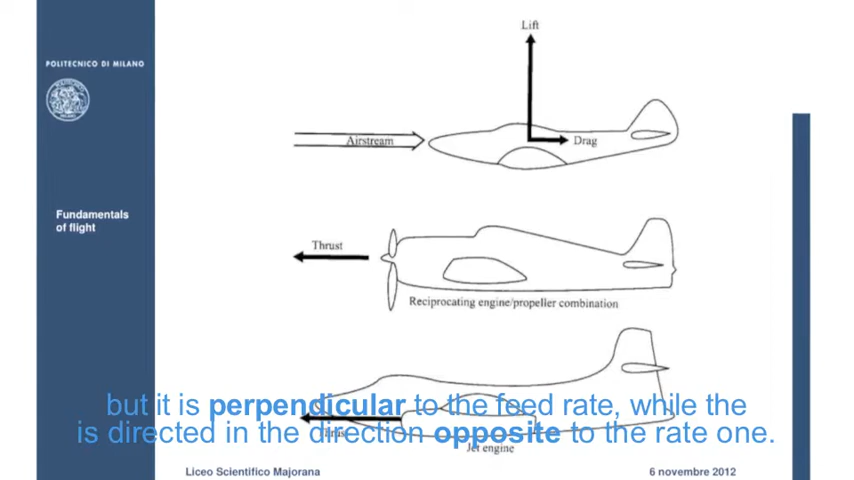 POLITECNICO DI MILANO
Fundamentals
of flight
Lift
Airstream
Drag
Thrust
Reciprocating engine/propeller combination
but it is perpendicular to the feed rate, while the
is directed in the direction opposite to the rate one.
Jet engine
Liceo Scientifico Majorana
6 novembre 2012